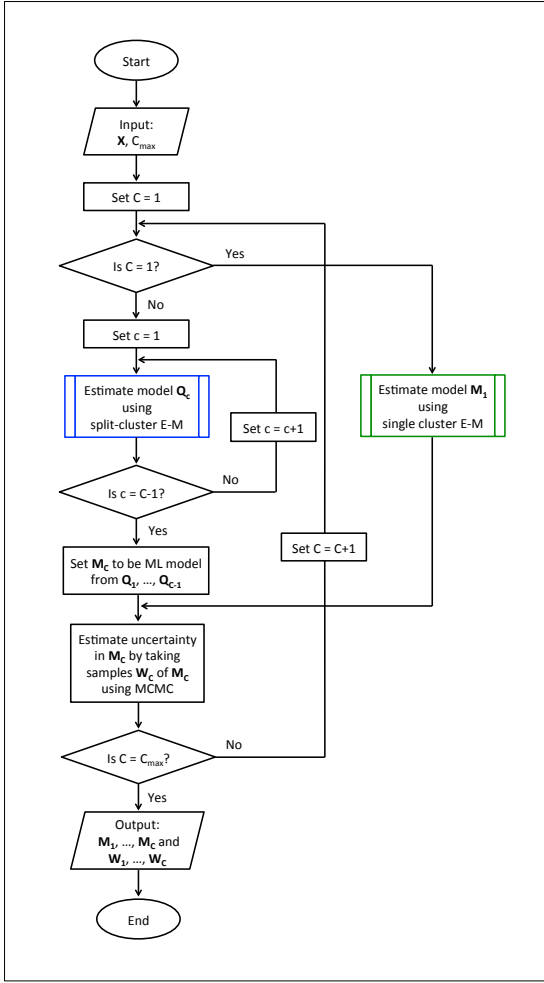 Start
Input:
X, Cmax
Set C = 1
Is C = 1?
Yes
No
Set c = 1
Estimate model Qc
using
split-cluster E-M
Estimate model M1
using
single cluster E-M
Set c = c+1
Is c = C-1?
No
Yes
Set C = C+1
Set MC to be ML model
from Q1, ..., QC-1
Estimate uncertainty
in MC by taking
samples WC of MC
using MCMC
Is C = Cmax?
No
Yes
Output:
M1, ..., MC and
W1, ..., WC
End